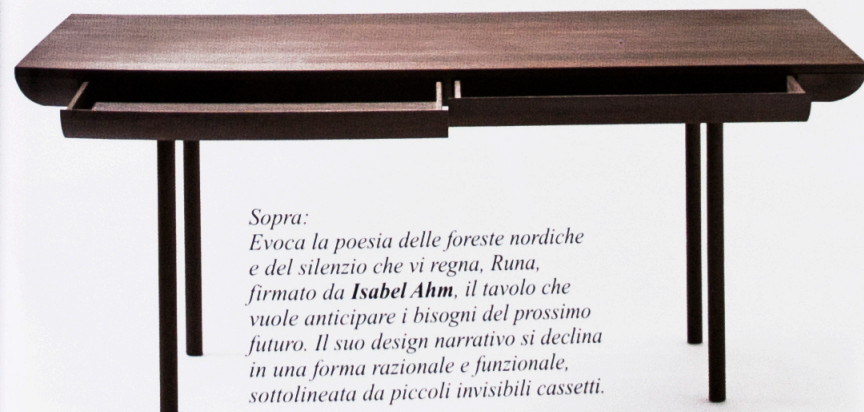 Sopra:
Evoca la poesia delle foreste nordiche
e del silenzio che vi regna, Runa,
firmato da Isabel Ahm, il tavolo che
vuole anticipare i bisogni del prossimo
futuro. Il suo design narrativo si declina
in una forma razionale e funzionale,
sottolineata da piccoli invisibili cassetti.